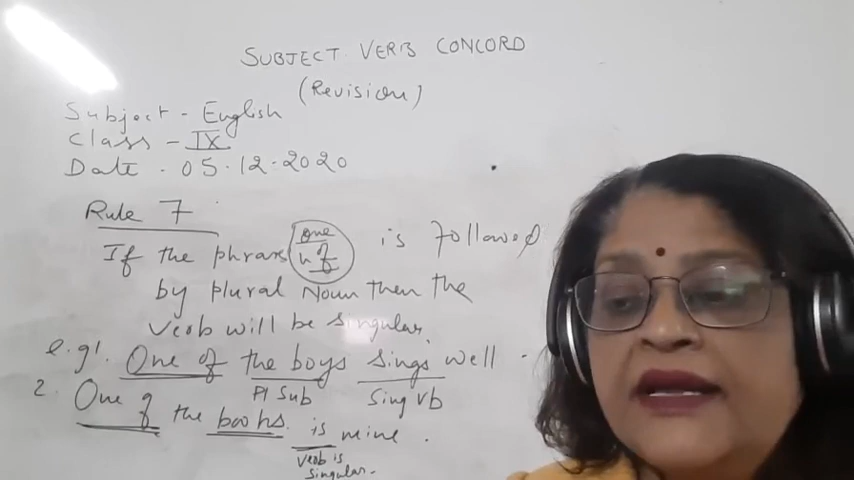 SUBJECT VERB CONCORD
(Revision)
Subject - English
Class - IX
Date . 05.12.2020
Rule 7
If the phrase one of is followed
by plural Noun then the
verb will be singular.
e.g1. One of the boys sings well.
Pl Sub Sing Vb
2. One of the books is mine.
verb is
singular.